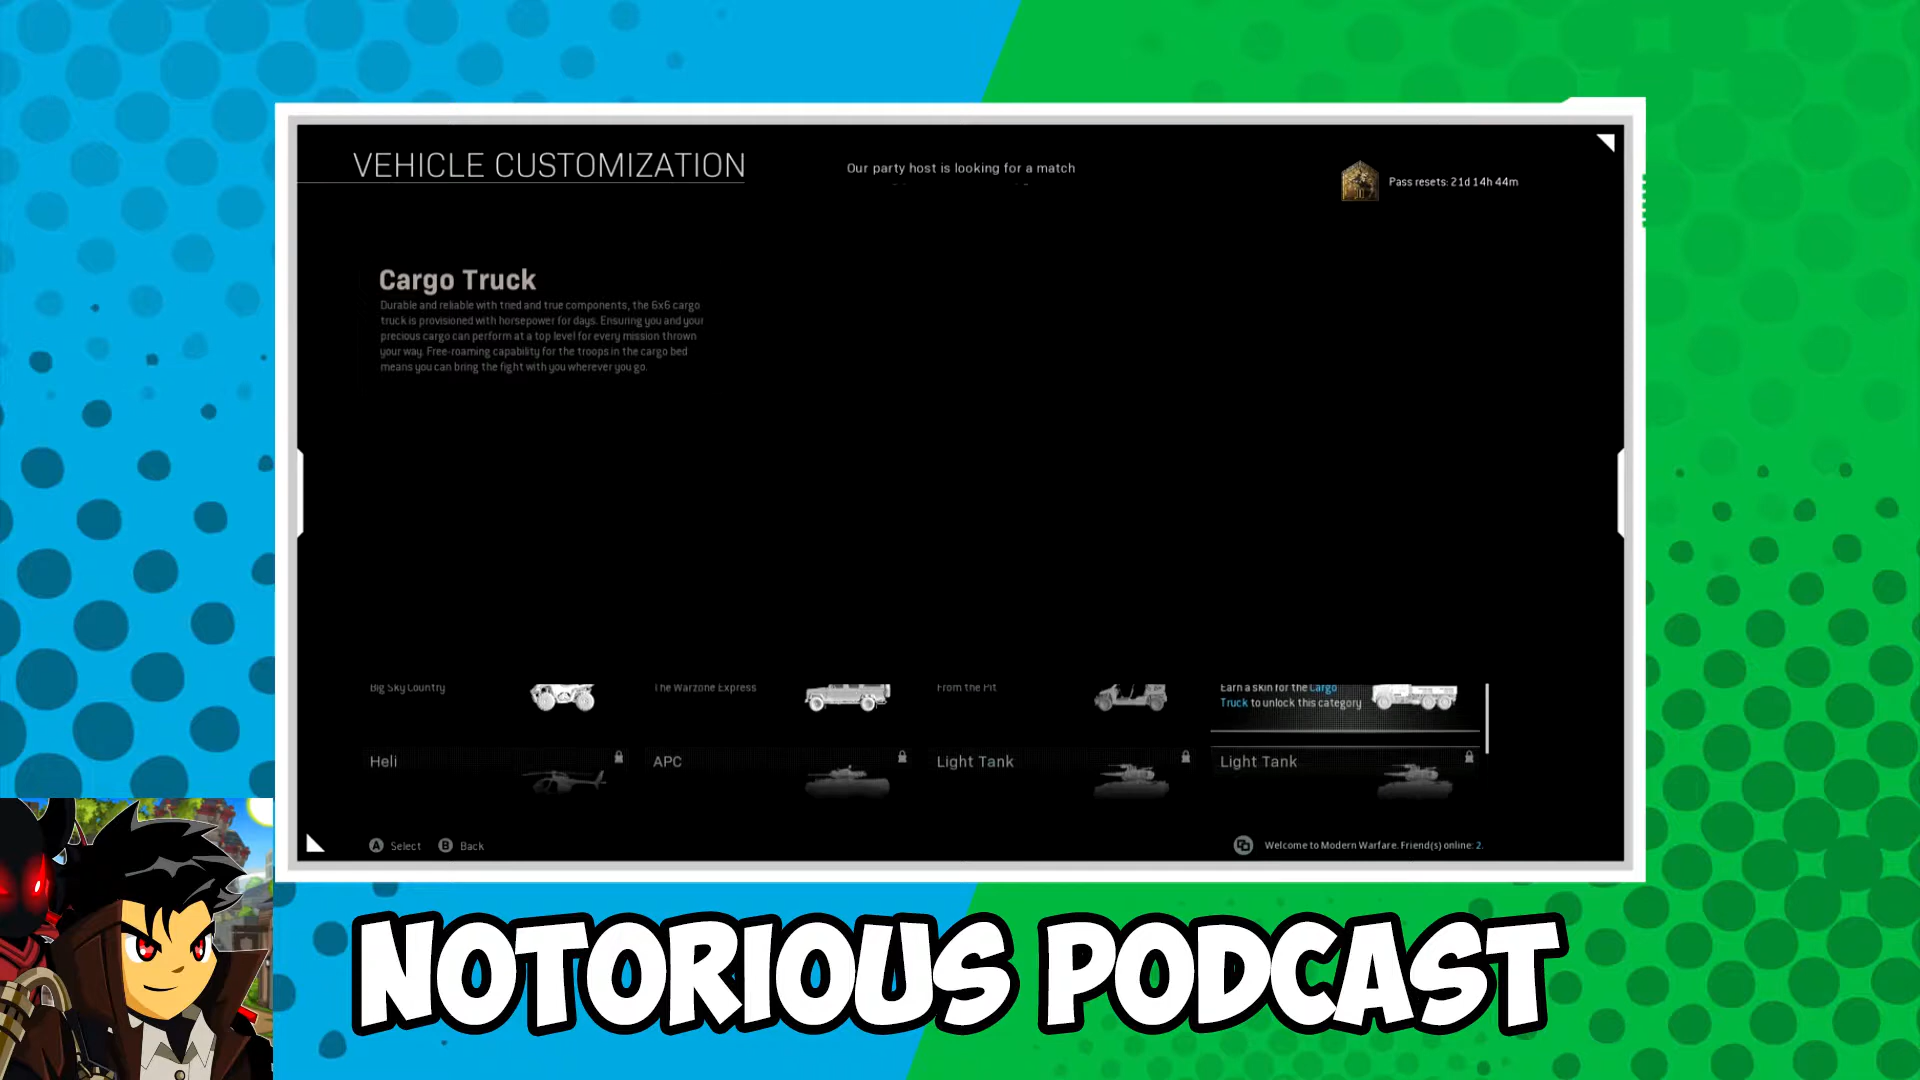 VEHICLE CUSTOMIZATION
Our party host is looking for a match
Pass resets: 21d 14h 44m
Cargo Truck
Durable and reliable with tried and true components, the 6x6 cargo
truck is provisioned with horsepower for days. Ensuring you and your
precious cargo can perform at a top level for every mission thrown
your way. Free-roaming capability for the troops in the cargo bed
means you can bring the fight with you wherever you go.
Big Sky Country
The Warzone Express
From the Pit
Earn a skin for the Cargo
Truck to unlock this category
Heli
APC
Light Tank
Light Tank
A Select
B Back
Welcome to Modern Warfare. Friend(s) online: 2.
NOTORIOUS PODCAST